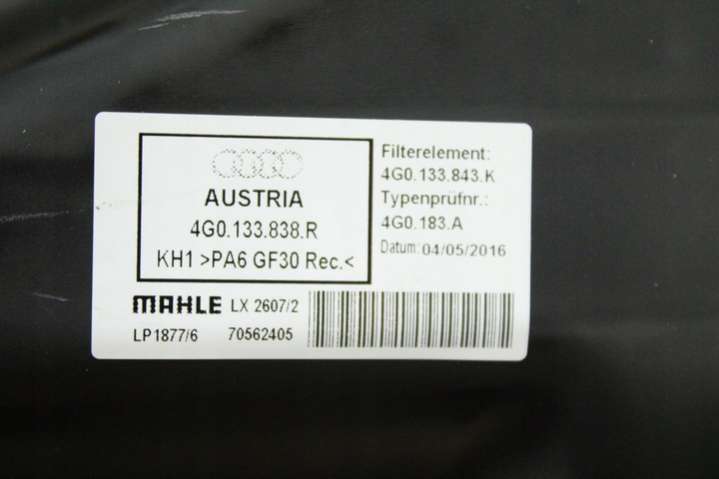 AUSTRIA
4G0.133.838.R
KH1 >PA6 GF30 Rec.<
Filterelement:
4G0.133.843.K
Typenprüfnr.:
4G0.183.A
Datum: 04/05/2016
MAHLE LX 2607/2
LP1877/6 70562405